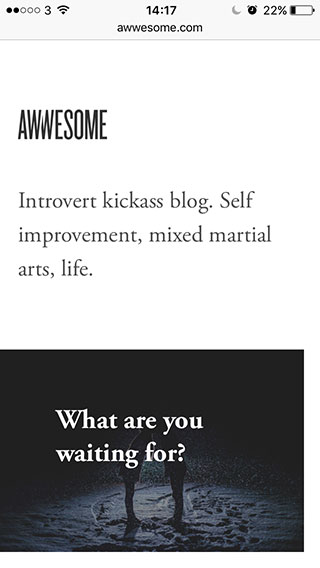 3 14:17 22%
awwesome.com
AWWESOME
Introvert kickass blog. Self
improvement, mixed martial
arts, life.
What are you
waiting for?